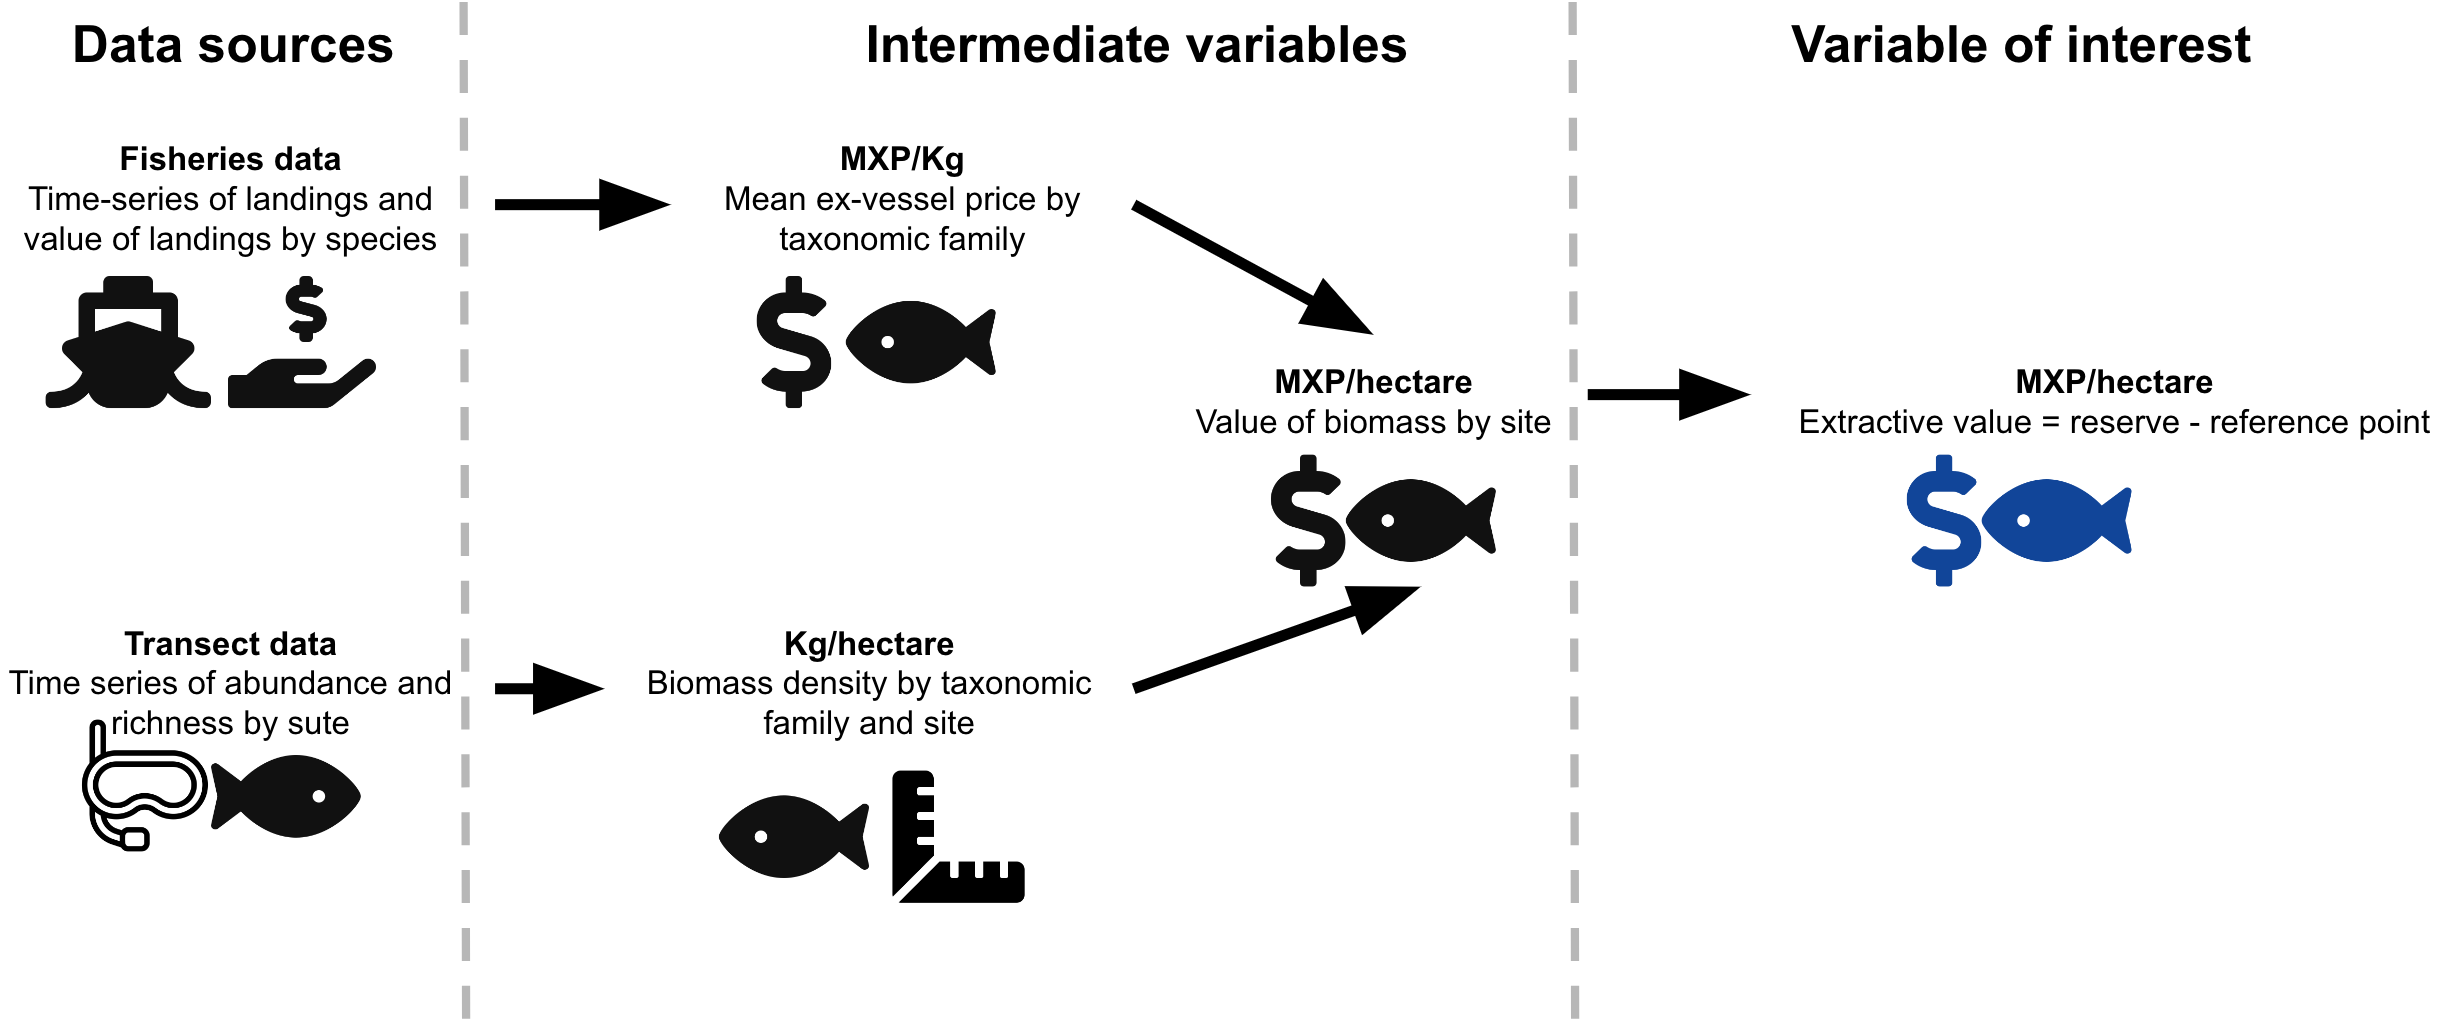 Data sources
Intermediate variables
Variable of interest
Fisheries data
Time-series of landings and
value of landings by species
MXP/Kg
Mean ex-vessel price by
taxonomic family
MXP/hectare
Value of biomass by site
MXP/hectare
Extractive value = reserve - reference point
Transect data
Time series of abundance and
richness by sute
Kg/hectare
Biomass density by taxonomic
family and site